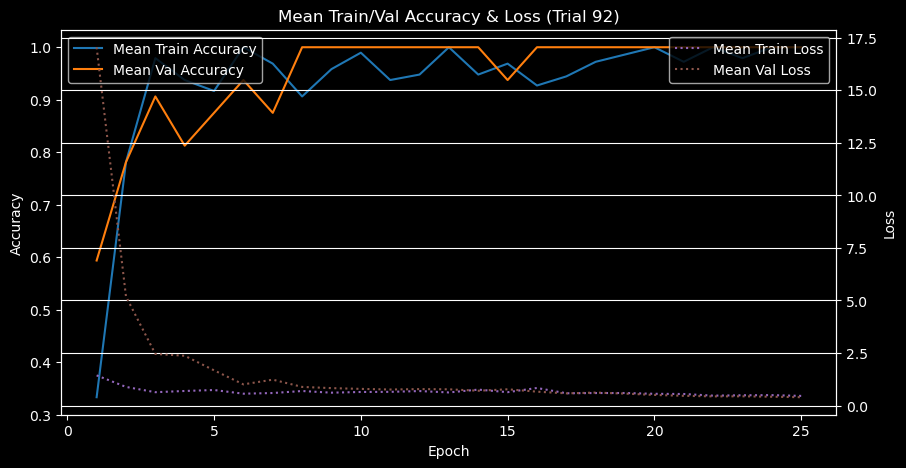 Mean Train/Val Accuracy & Loss (Trial 92)
Mean Train Accuracy
Mean Val Accuracy
Mean Train Loss
Mean Val Loss
Accuracy
1.0
0.9
0.8
0.7
0.6
0.5
0.4
0.3
17.5
15.0
12.5
10.0
7.5
5.0
2.5
0.0
Loss
0 5 10 15 20 25
Epoch